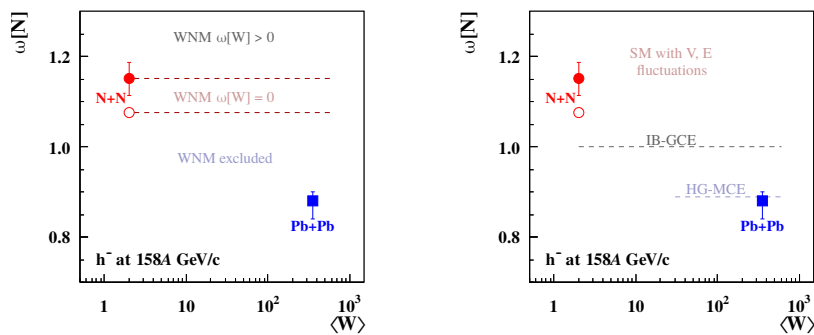 ω[N]
WNM ω[W] > 0
1.2
N+N
WNM ω[W] = 0
1.0
WNM excluded
0.8
Pb+Pb
h⁻ at 158A GeV/c
1 10 10² 10³
⟨W⟩
ω[N]
SM with V, E
fluctuations
1.2
N+N
1.0
IB-GCE
HG-MCE
0.8
Pb+Pb
h⁻ at 158A GeV/c
1 10 10² 10³
⟨W⟩